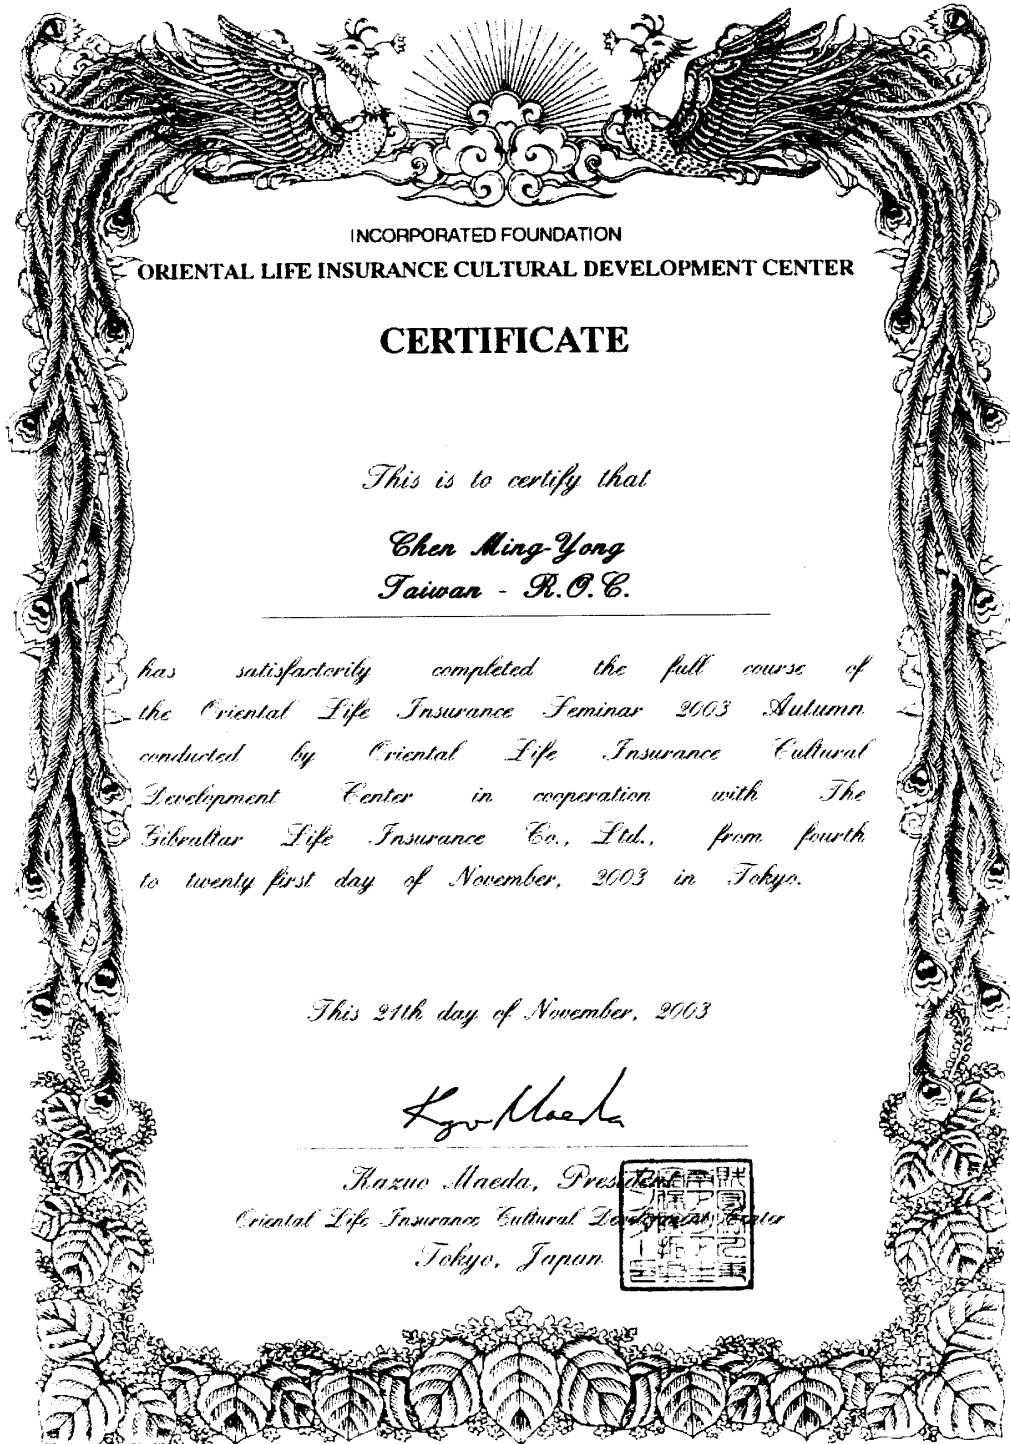 INCORPORATED FOUNDATION
ORIENTAL LIFE INSURANCE CULTURAL DEVELOPMENT CENTER
CERTIFICATE
This is to certify that
Chen Ming-Yong
Taiwan - R.O.C.
has satisfactorily completed the full course of
the Oriental Life Insurance Seminar 2003 Autumn
conducted by Oriental Life Insurance Cultural
Development Center in cooperation with The
Gibraltar Life Insurance Co., Ltd., from fourth
to twenty first day of November, 2003 in Tokyo.
This 21th day of November, 2003
Kazuo Maeda, President
Oriental Life Insurance Cultural Development Center
Tokyo, Japan